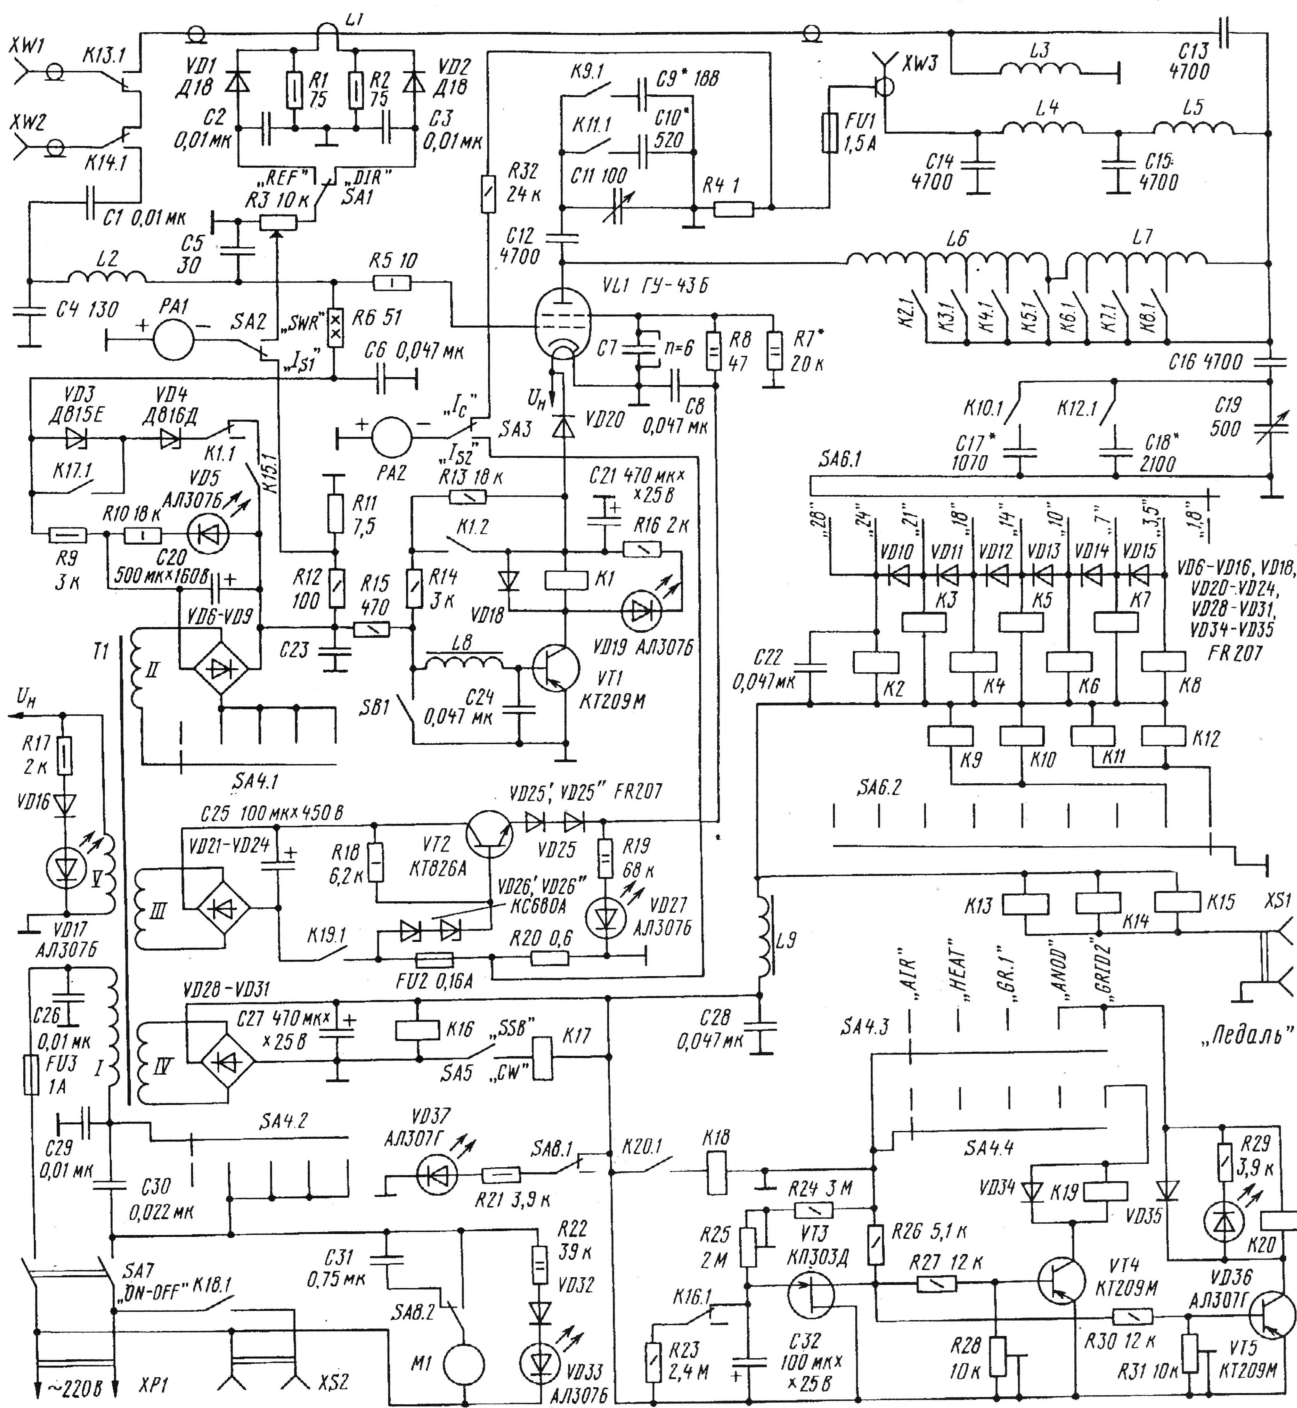 L1
XW1
K13.1
VD1
Д18
R1
75
R2
75
VD2
Д18
C2
0,01 мк
C3
0,01 мк
XW2
K14.1
C1 0,01 мк
„REF"
„DIR"
SA1
R3 10 к
C5
30
L2
C4 130
PA1
+
−
SA2
„SWR"
„IS1"
R5 10
R6 51
C6 0,047 мк
R32
24 к
K9.1
C9* 188
K11.1
C10*
520
C11 100
R4 1
C12
4700
FU1
1,5 А
XW3
L3
C13
4700
L4
L5
C14
4700
C15
4700
L6
L7
K2.1
K3.1
K4.1
K5.1
K6.1
K7.1
K8.1
VL1 ГУ-43Б
C7
n=6
R8
47
R7*
20 к
C8
0,047 мк
Uн
VD20
C16 4700
K10.1
K12.1
C17*
1070
C18*
2100
C19
500
VD3
Д815Е
VD4
Д816Д
K1.1
K15.1
K17.1
VD5
АЛ307Б
R9
3 к
R10 18 к
C20
500 мк×160В
VD6-VD9
„IC"
SA3
„IS2"
+
−
PA2
R11
7,5
R12
100
C23
R13 18 к
K1.2
R14
3 к
R15
470
C21 470 мк×
×25 В
+
R16 2 к
K1
VD18
VD19 АЛ307Б
L8
SB1
C24
0,047 мк
VT1
КТ209М
SA6.1
„28"
„24"
„21"
„18"
„14"
„10"
„7"
„3,5"
„1,8"
VD10
VD11
VD12
VD13
VD14
VD15
VD6-VD16, VD18,
VD20-VD24,
VD28-VD31,
VD34-VD35
FR207
K3
K5
K7
C22
0,047 мк
K2
K4
K6
K8
K9
K10
K11
K12
SA6.2
T1
II
Uн
R17
2 к
VD16
V
VD17
АЛ307Б
SA4.1
C25 100 мк×450 В
VD21-VD24
+
III
R18
6,2 к
VT2
КТ826А
VD25', VD25" FR207
VD25
R19
68 к
VD26', VD26"
КС680А
VD27
АЛ307Б
K19.1
R20 0,6
FU2 0,16А
L9
K13
K14
K15
XS1
„Педаль"
C26
0,01 мк
FU3
1А
I
VD28-VD31
IV
C27 470 мк×
×25 В
+
K16
„SSB"
SA5
„CW"
K17
C28
0,047 мк
„AIR"
„HEAT"
„GR.1"
„ANOD"
„GRID2"
SA4.3
SA4.4
C29
0,01 мк
C30
0,022 мк
SA4.2
VD37
АЛ307Г
R21 3,9 к
SA8.1
K20.1
K18
VD34
K19
VD35
R29
3,9 к
K20
VD36
АЛ307Г
SA7
„ON-OFF"
K18.1
~220 В
XP1
XS2
C31
0,75 мк
SA8.2
M1
R22
39 к
VD32
VD33
АЛ307Б
R24 3 М
R25
2 М
VT3
КП303Д
K16.1
R23
2,4 М
C32
100 мк×
×25 В
+
R26 5,1 к
R27 12 к
R28
10 к
VT4
КТ209М
R30 12 к
R31 10к
VT5
КТ209М